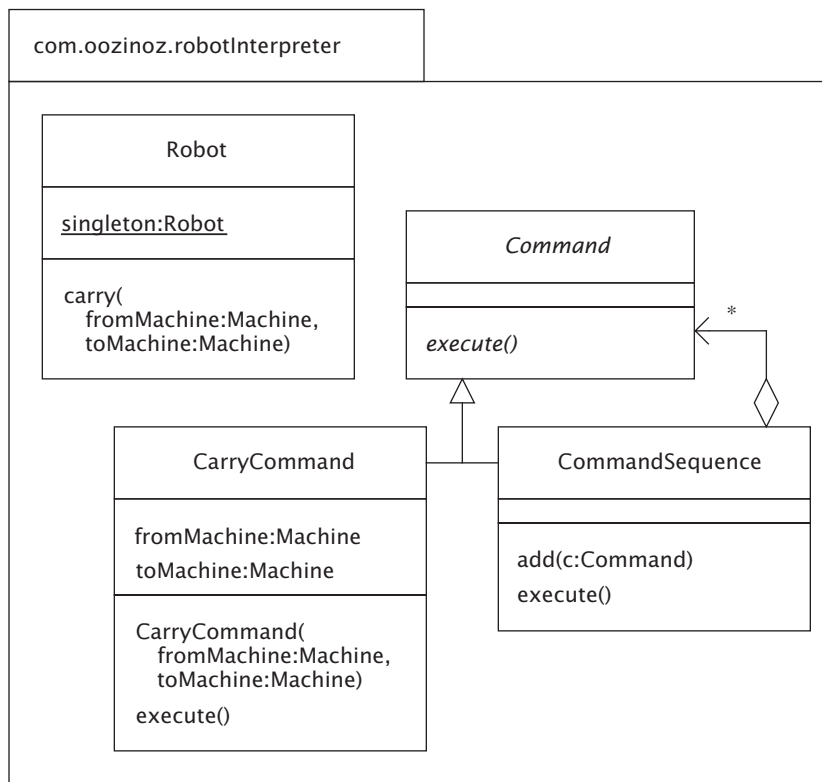 com.oozinoz.robotInterpreter
Robot
singleton:Robot
carry(
fromMachine:Machine,
toMachine:Machine)
Command
execute()
*
CarryCommand
fromMachine:Machine
toMachine:Machine
CarryCommand(
fromMachine:Machine,
toMachine:Machine)
execute()
CommandSequence
add(c:Command)
execute()